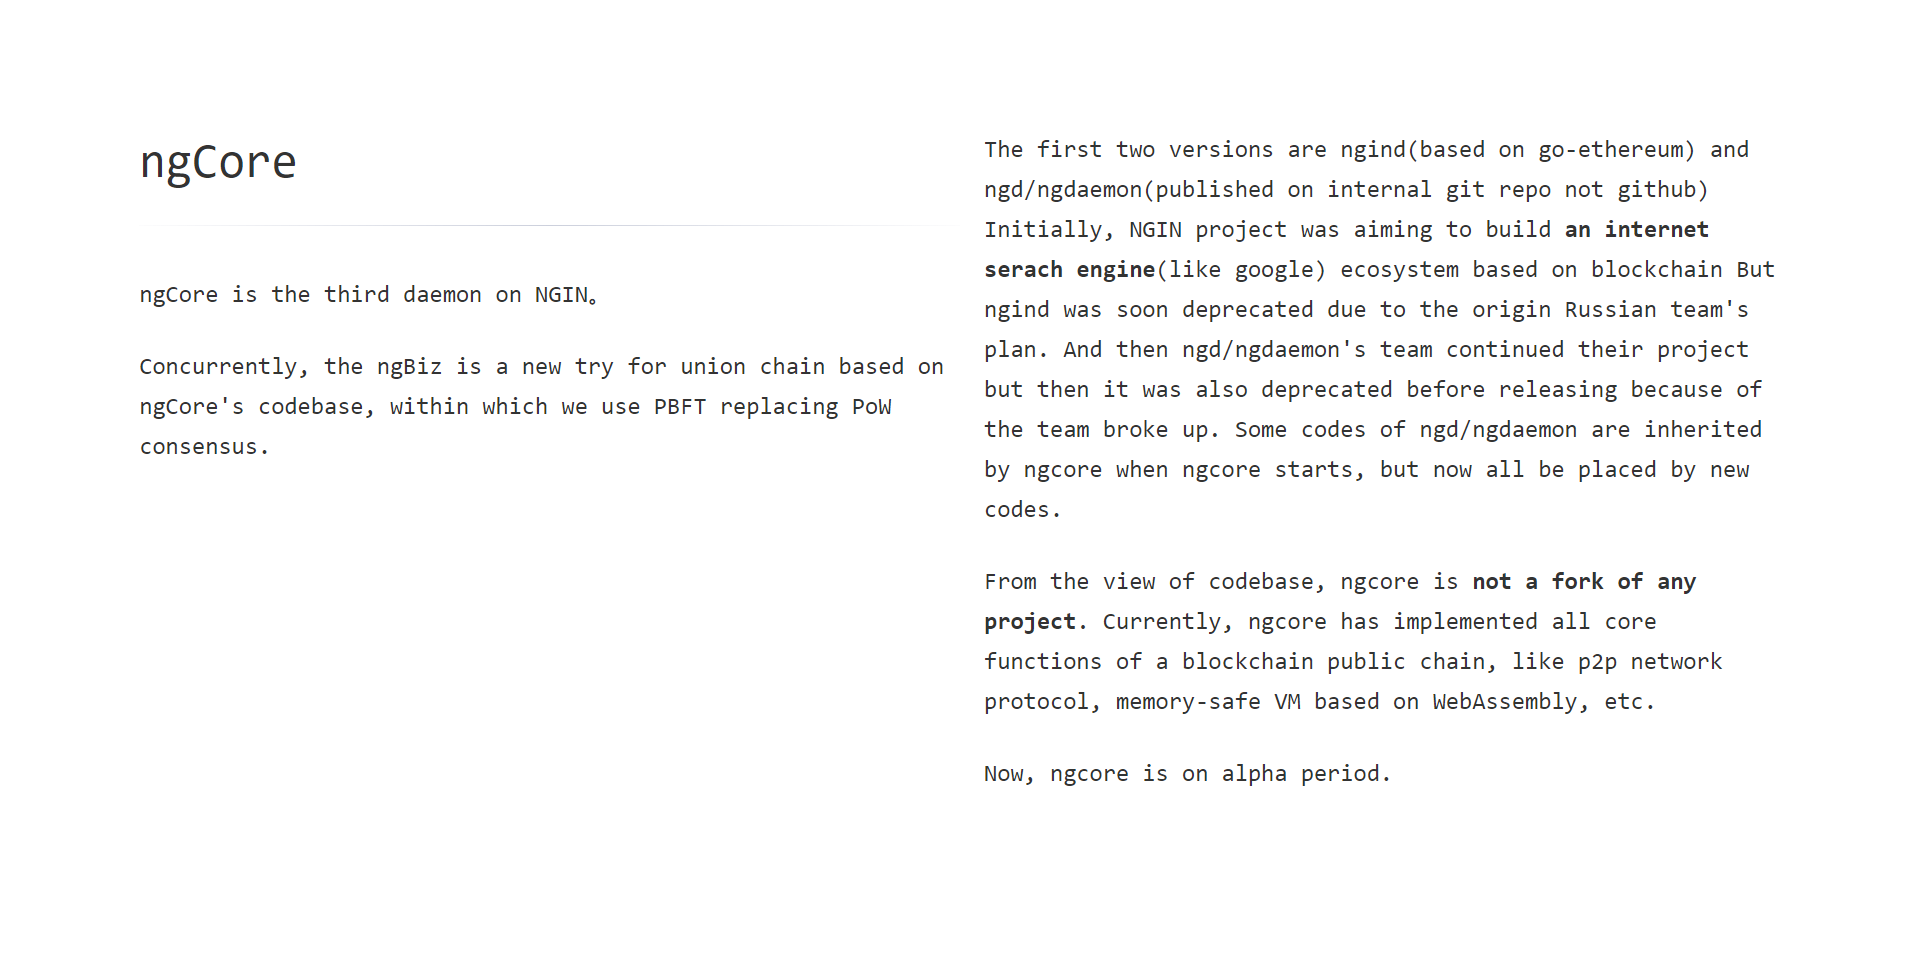 ngCore
ngCore is the third daemon on NGIN。
Concurrently, the ngBiz is a new try for union chain based on
ngCore's codebase, within which we use PBFT replacing PoW
consensus.
The first two versions are ngind(based on go-ethereum) and
ngd/ngdaemon(published on internal git repo not github)
Initially, NGIN project was aiming to build an internet
serach engine(like google) ecosystem based on blockchain But
ngind was soon deprecated due to the origin Russian team's
plan. And then ngd/ngdaemon's team continued their project
but then it was also deprecated before releasing because of
the team broke up. Some codes of ngd/ngdaemon are inherited
by ngcore when ngcore starts, but now all be placed by new
codes.
From the view of codebase, ngcore is not a fork of any
project. Currently, ngcore has implemented all core
functions of a blockchain public chain, like p2p network
protocol, memory-safe VM based on WebAssembly, etc.
Now, ngcore is on alpha period.